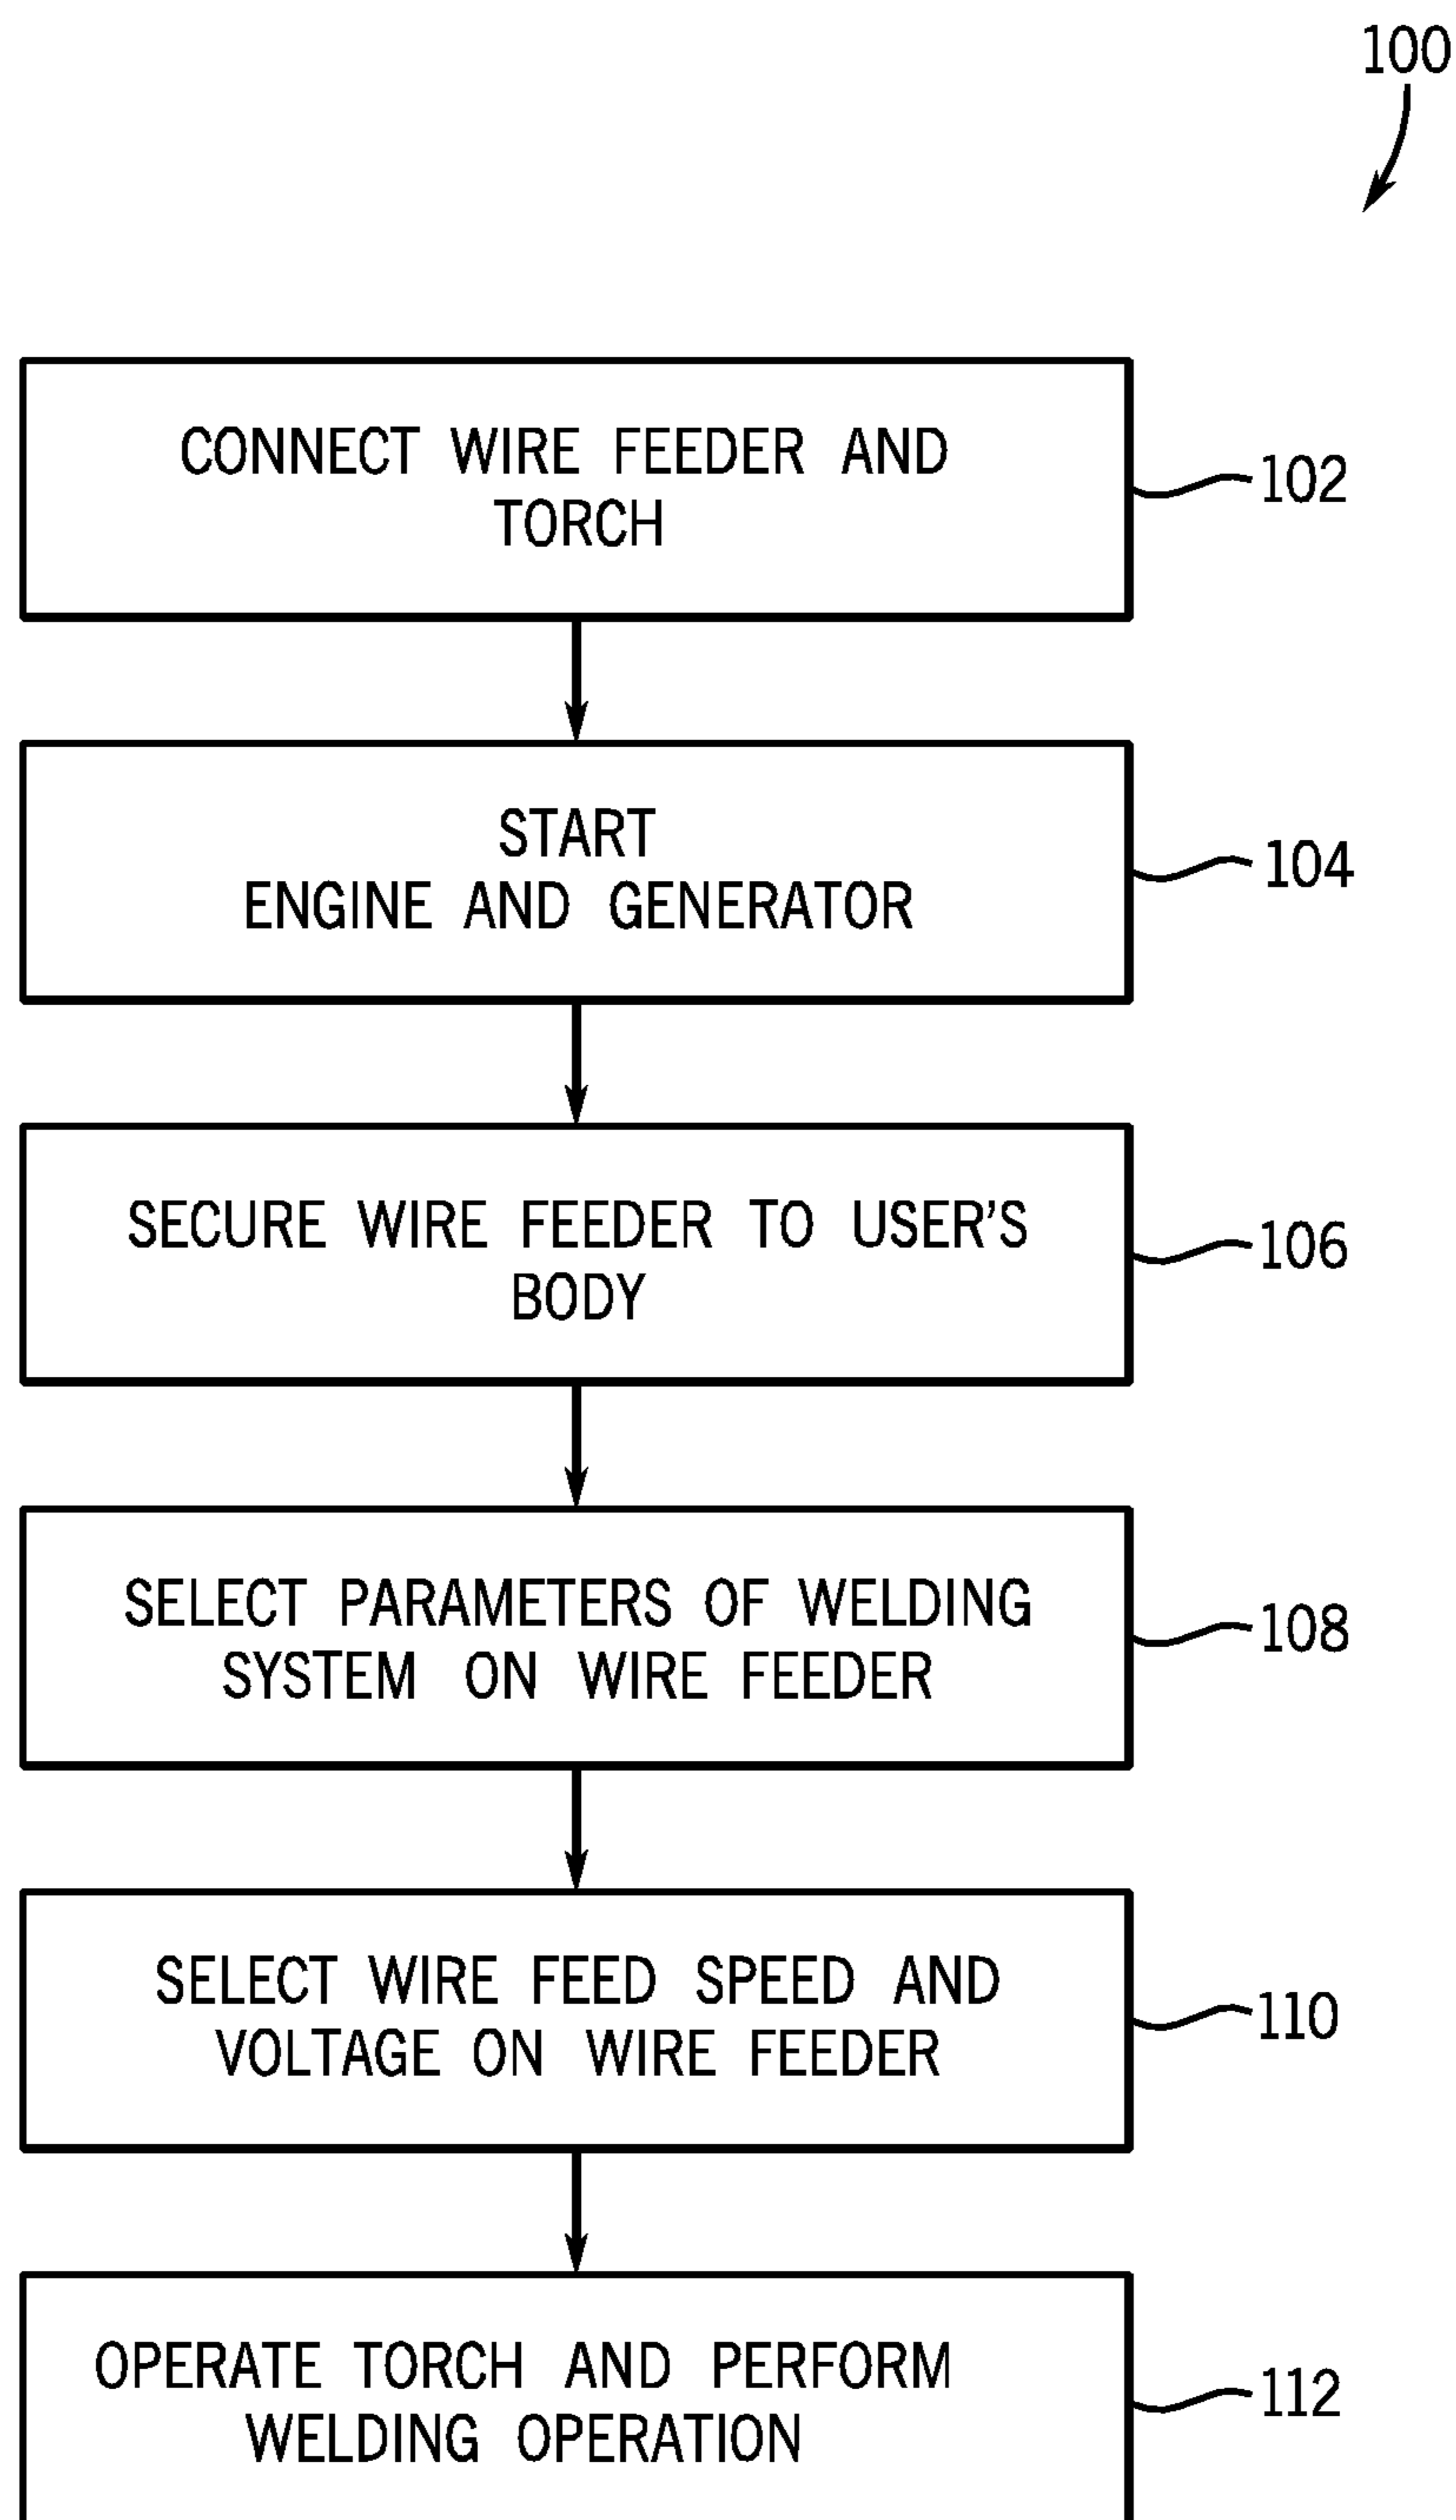 100
CONNECT WIRE FEEDER AND
TORCH
102
START
ENGINE AND GENERATOR
104
SECURE WIRE FEEDER TO USER'S
BODY
106
SELECT PARAMETERS OF WELDING
SYSTEM ON WIRE FEEDER
108
SELECT WIRE FEED SPEED AND
VOLTAGE ON WIRE FEEDER
110
OPERATE TORCH AND PERFORM
WELDING OPERATION
112